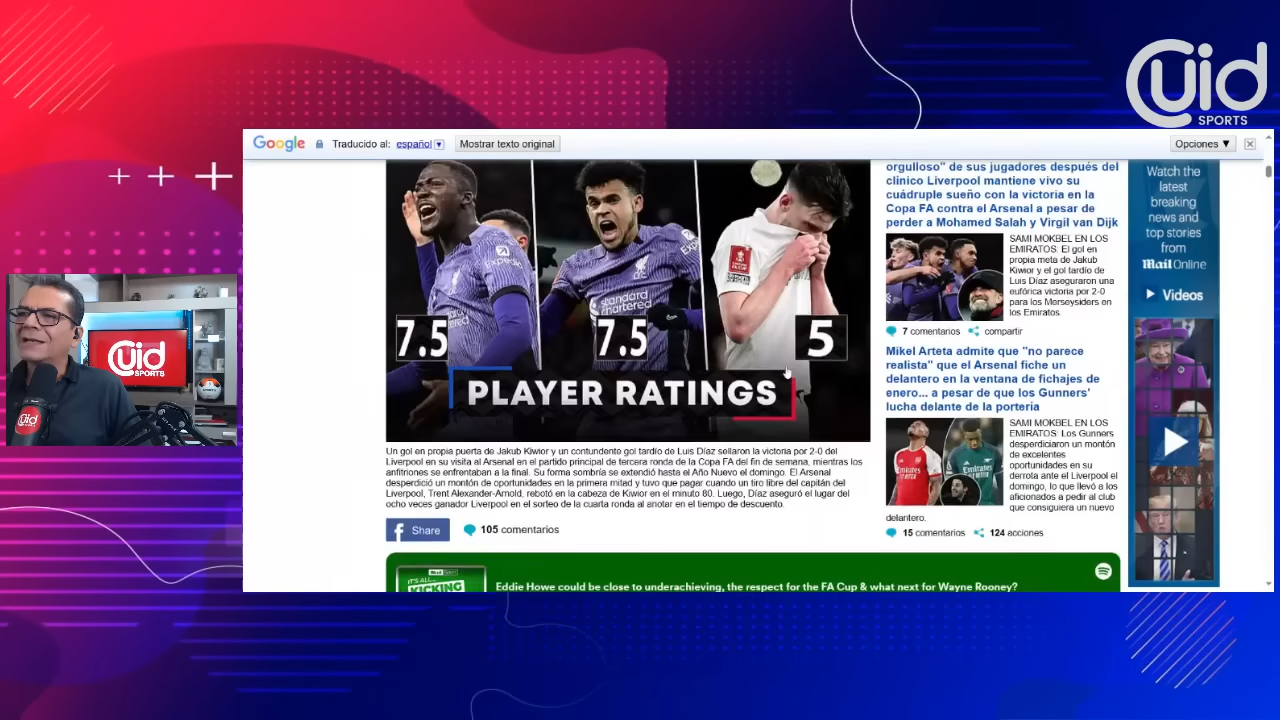 Cuid
SPORTS
Google
Traducido al: español
Mostrar texto original
Opciones ▼
7.5
7.5
5
Expedia
standard
chartered
PLAYER RATINGS
Un gol en propia puerta de Jakub Kiwior y un contundente gol tardío de Luis Díaz sellaron la victoria por 2-0 del
Liverpool en su visita al Arsenal en el partido principal de tercera ronda de la Copa FA del fin de semana, mientras los
anfitriones se enfrentaban a la final. Su forma sombría se extendió hasta el Año Nuevo el domingo. El Arsenal
desperdició un montón de oportunidades en la primera mitad y tuvo que pagar cuando un tiro libre del capitán del
Liverpool, Trent Alexander-Arnold, rebotó en la cabeza de Kiwior en el minuto 80. Luego, Díaz aseguró el lugar del
ocho veces ganador Liverpool en el sorteo de la cuarta ronda al anotar en el tiempo de descuento.
Share
105 comentarios
orgulloso" de sus jugadores después del
clínico Liverpool mantiene vivo su
cuádruple sueño con la victoria en la
Copa FA contra el Arsenal a pesar de
perder a Mohamed Salah y Virgil van Dijk
SAMI MOKBEL EN LOS
EMIRATOS: El gol en
propia meta de Jakub
Kiwior y el gol tardío de
Luis Díaz aseguraron una
eufórica victoria por 2-0
para los Merseysiders en
los Emiratos.
7 comentarios
compartir
Mikel Arteta admite que "no parece
realista" que el Arsenal fiche un
delantero en la ventana de fichajes de
enero... a pesar de que los Gunners'
lucha delante de la portería
SAMI MOKBEL EN LOS
EMIRATOS: Los Gunners
desperdiciaron un montón
de excelentes
oportunidades en su
derrota ante el Liverpool el
domingo, lo que llevó a los
aficionados a pedir al club
que consiguiera un nuevo
delantero.
15 comentarios
124 acciones
Watch the
latest
breaking
news and
top stories
from
MailOnline
Videos
IT'S ALL...
KICKING
Eddie Howe could be close to underachieving, the respect for the FA Cup & what next for Wayne Rooney?
Cuid
SPORTS
Cuid